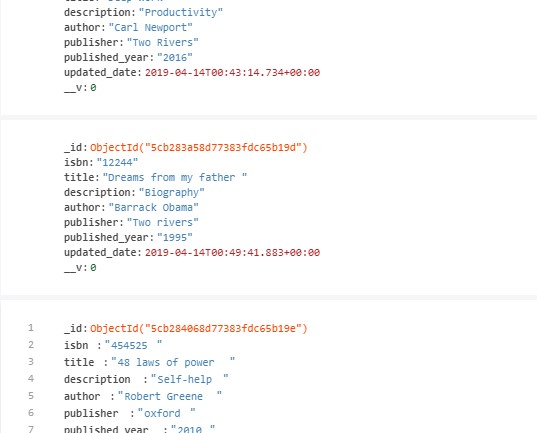 description: "Productivity"
author: "Carl Newport"
publisher: "Two Rivers"
published_year: "2016"
updated_date: 2019-04-14T00:43:14.734+00:00
__v: 0
_id: ObjectId("5cb283a58d77383fdc65b19d")
isbn: "12244"
title: "Dreams from my father "
description: "Biography"
author: "Barrack Obama"
publisher: "Two rivers"
published_year: "1995"
updated_date: 2019-04-14T00:49:41.883+00:00
__v: 0
1 _id: ObjectId("5cb284068d77383fdc65b19e")
2 isbn : "454525 "
3 title : "48 laws of power  "
4 description : "Self-help "
5 author : "Robert Greene  "
6 publisher : "oxford "
7 published_year : "2010 "